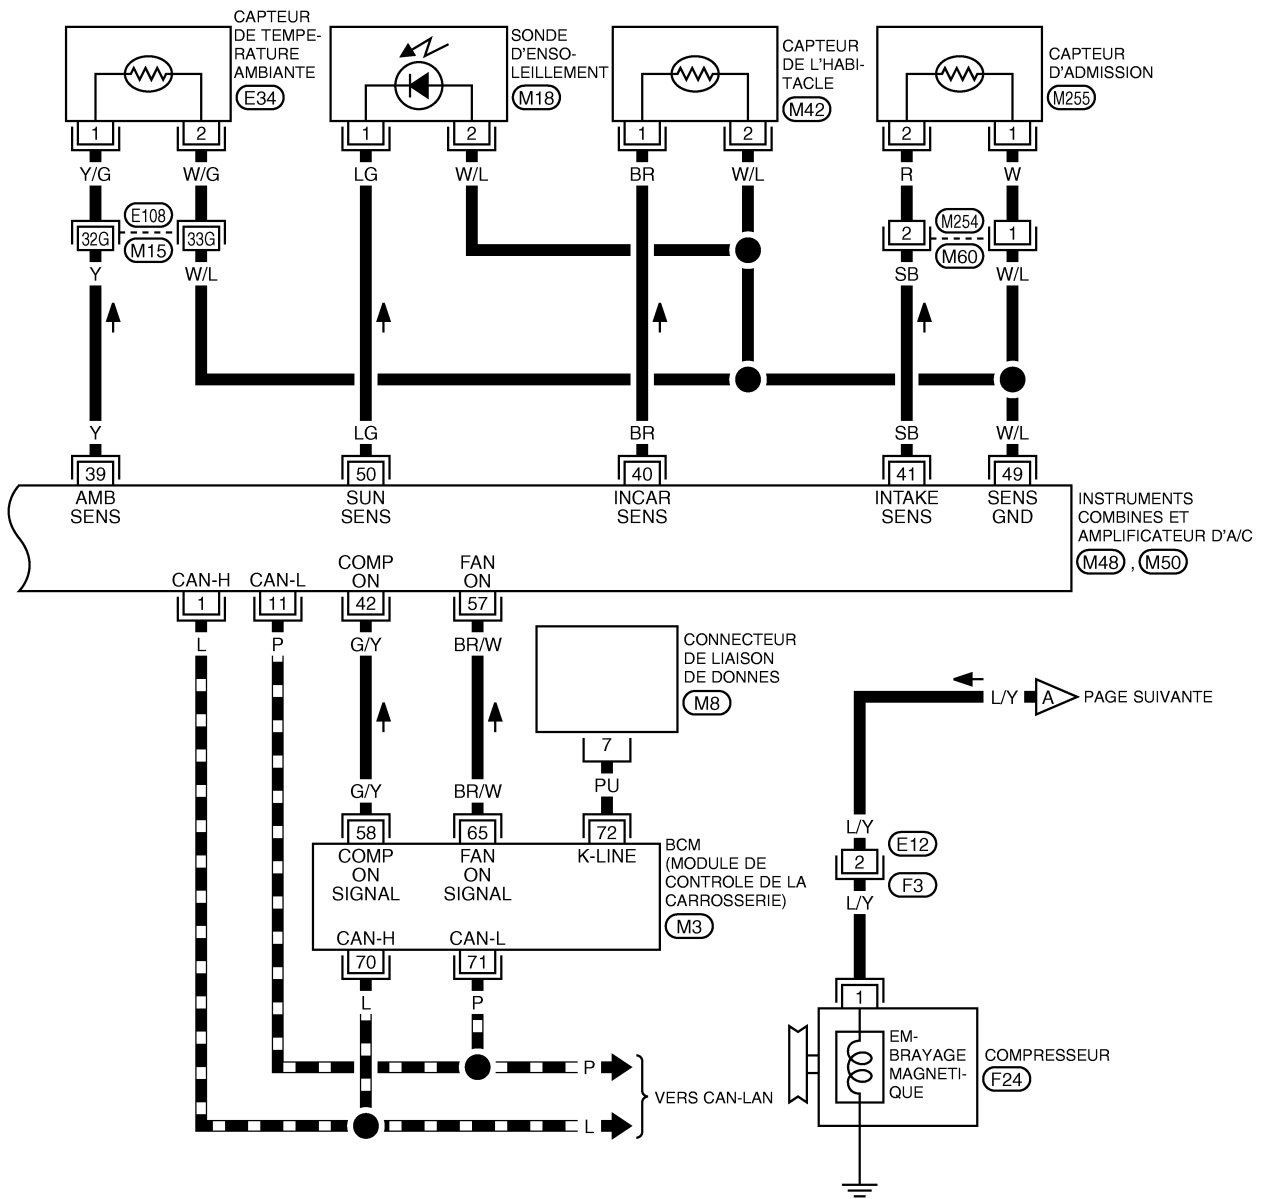 CAPTEUR
DE TEMPE-
RATURE
AMBIANTE
E34
SONDE
D'ENSO-
LEILLEMENT
M18
CAPTEUR
DE L'HABI-
TACLE
M42
CAPTEUR
D'ADMISSION
M255
1 2 1 2 1 2 2 1
Y/G W/G LG W/L BR W/L R W
E108
M15
32G 33G
M254
M60
2 1
Y W/L SB W/L
Y LG BR SB W/L
39 50 40 41 49
AMB
SENS
SUN
SENS
INCAR
SENS
INTAKE
SENS
SENS
GND
INSTRUMENTS
COMBINES ET
AMPLIFICATEUR D'A/C
M48 , M50
CAN-H CAN-L
COMP
ON
FAN
ON
1 11 42 57
L P G/Y BR/W
CONNECTEUR
DE LIAISON
DE DONNES
M8
7
PU
L/Y A PAGE SUIVANTE
G/Y BR/W
58 65 72
COMP
ON
SIGNAL
FAN
ON
SIGNAL
K-LINE
BCM
(MODULE DE
CONTROLE DE LA
CARROSSERIE)
M3
CAN-H CAN-L
70 71
L P
L/Y
2
E12
F3
L/Y
1
EM-
BRAYAGE
MAGNETI-
QUE
COMPRESSEUR
F24
P
L
VERS CAN-LAN